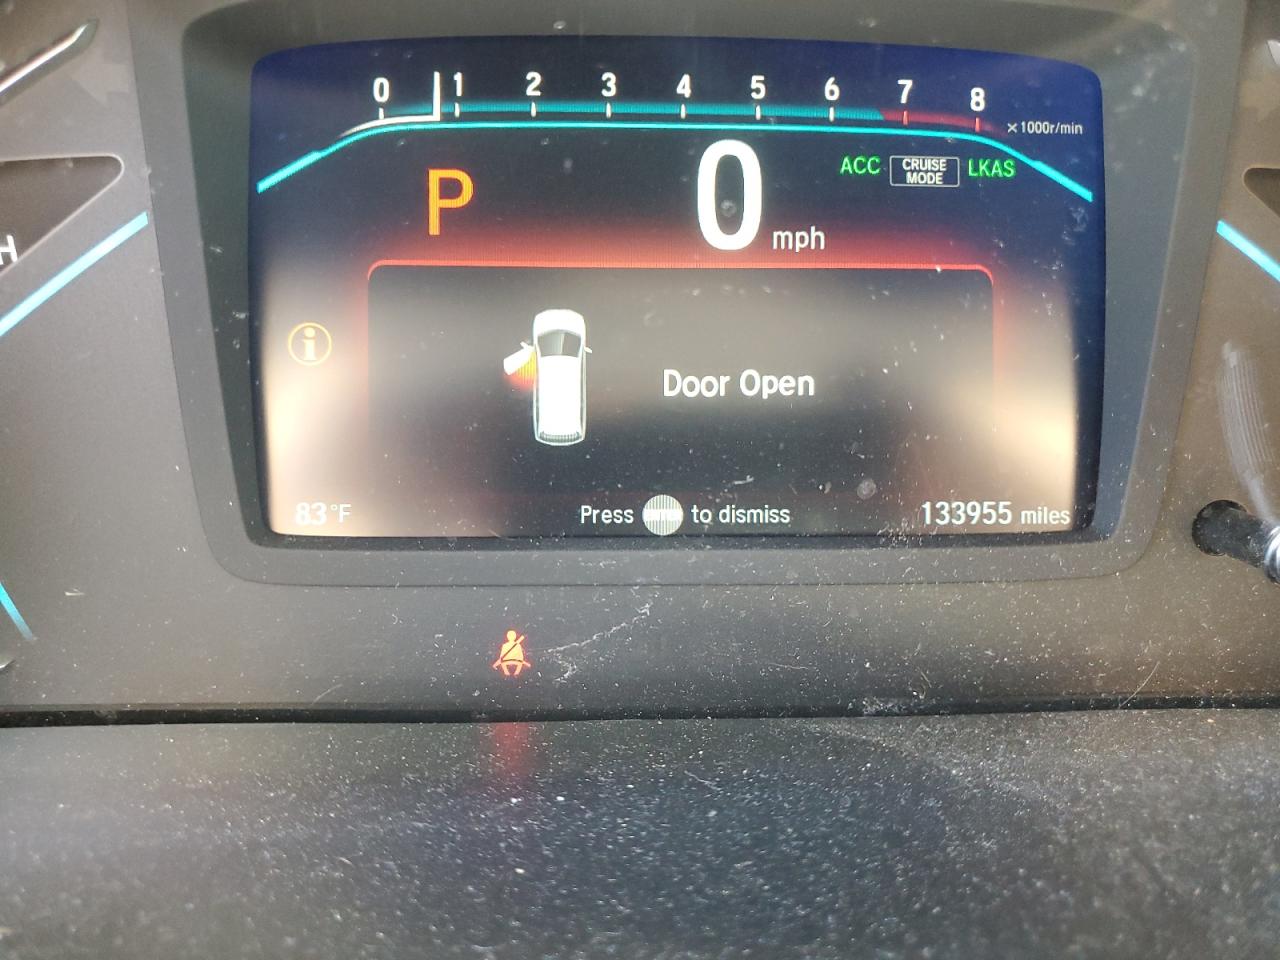 0 1 2 3 4 5 6 7 8
×1000r/min
P 0 mph
ACC CRUISE MODE LKAS
H
i
Door Open
83°F
Press ENTER to dismiss
133955 miles